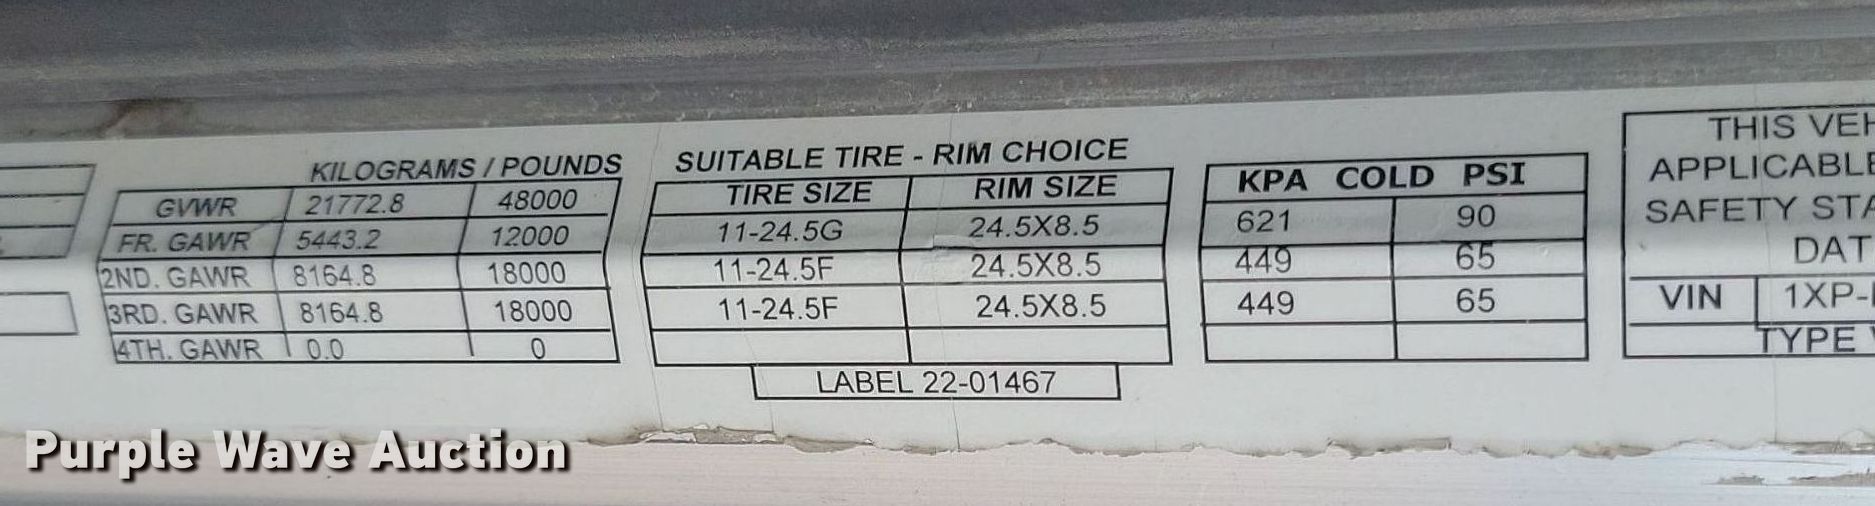 KILOGRAMS / POUNDS
GVWR 21772.8 48000
FR. GAWR 5443.2 12000
2ND. GAWR 8164.8 18000
3RD. GAWR 8164.8 18000
4TH. GAWR 0.0 0
SUITABLE TIRE - RIM CHOICE
TIRE SIZE RIM SIZE
11-24.5G 24.5X8.5
11-24.5F 24.5X8.5
11-24.5F 24.5X8.5
LABEL 22-01467
KPA COLD PSI
621 90
449 65
449 65
THIS VEH
APPLICABLE
SAFETY STA
DAT
VIN 1XP-
TYPE
Purple Wave Auction